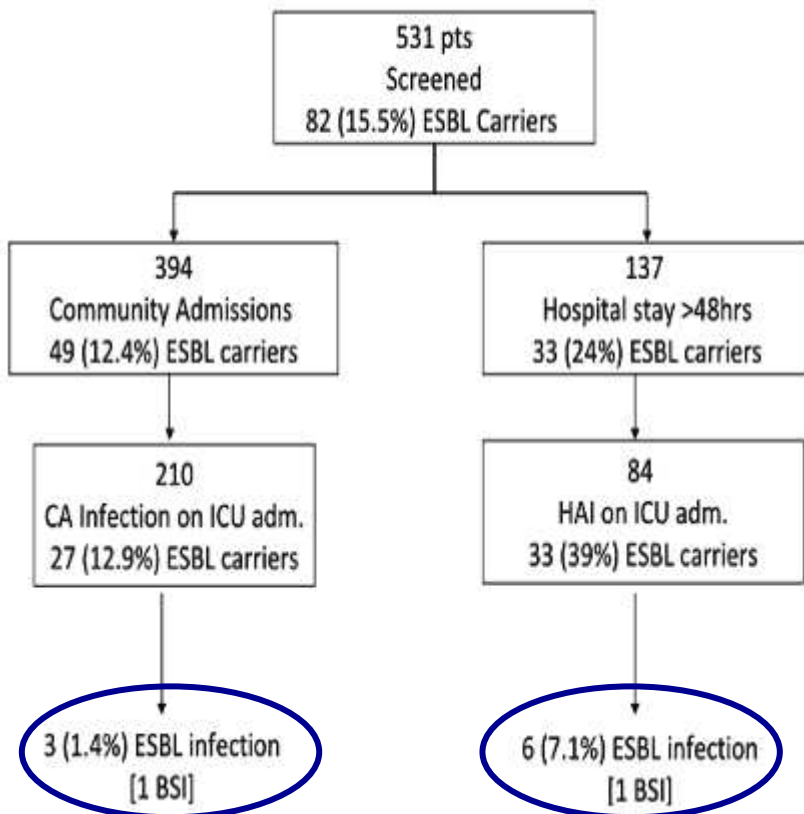 531 pts
Screened
82 (15.5%) ESBL Carriers
394
Community Admissions
49 (12.4%) ESBL carriers
137
Hospital stay >48hrs
33 (24%) ESBL carriers
210
CA Infection on ICU adm.
27 (12.9%) ESBL carriers
84
HAI on ICU adm.
33 (39%) ESBL carriers
3 (1.4%) ESBL infection
[1 BSI]
6 (7.1%) ESBL infection
[1 BSI]